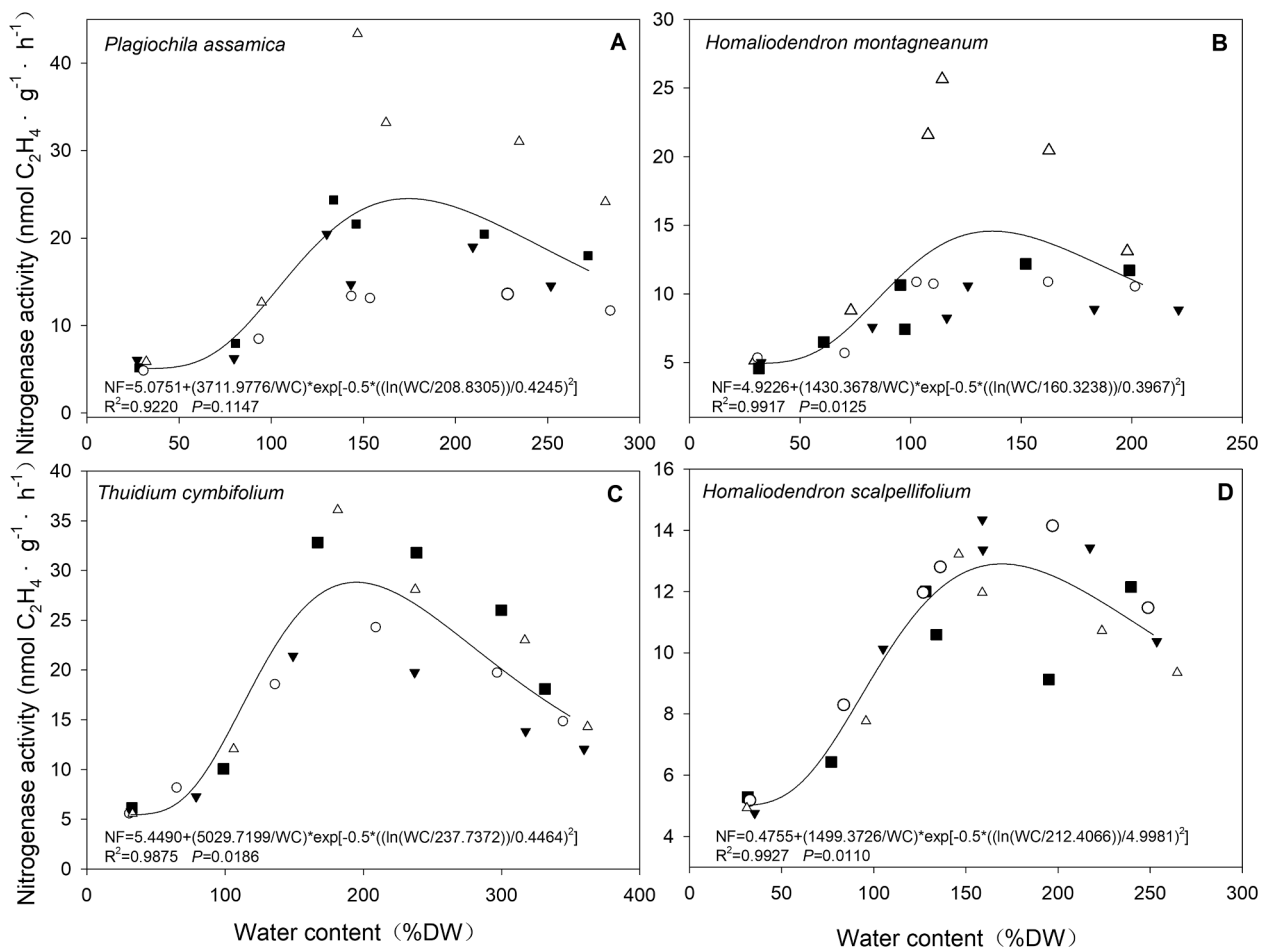 Nitrogenase activity (nmol C₂H₄ · g⁻¹ · h⁻¹)
Plagiochila assamica
A
40
30
20
10
0
NF=5.0751+(3711.9776/WC)*exp[-0.5*((ln(WC/208.8305))/0.4245)²]
R²=0.9220 P=0.1147
0 50 100 150 200 250 300
Homaliodendron montagneanum
B
30
25
20
15
10
5
NF=4.9226+(1430.3678/WC)*exp[-0.5*((ln(WC/160.3238))/0.3967)²]
R²=0.9917 P=0.0125
0 50 100 150 200 250
Nitrogenase activity (nmol C₂H₄ · g⁻¹ · h⁻¹)
Thuidium cymbifolium
C
40
35
30
25
20
15
10
5
0
NF=5.4490+(5029.7199/WC)*exp[-0.5*((ln(WC/237.7372))/0.4464)²]
R²=0.9875 P=0.0186
0 100 200 300 400
Water content（%DW）
Homaliodendron scalpellifolium
D
16
14
12
10
8
6
4
NF=0.4755+(1499.3726/WC)*exp[-0.5*((ln(WC/212.4066))/4.9981)²]
R²=0.9927 P=0.0110
0 50 100 150 200 250 300
Water content（%DW）